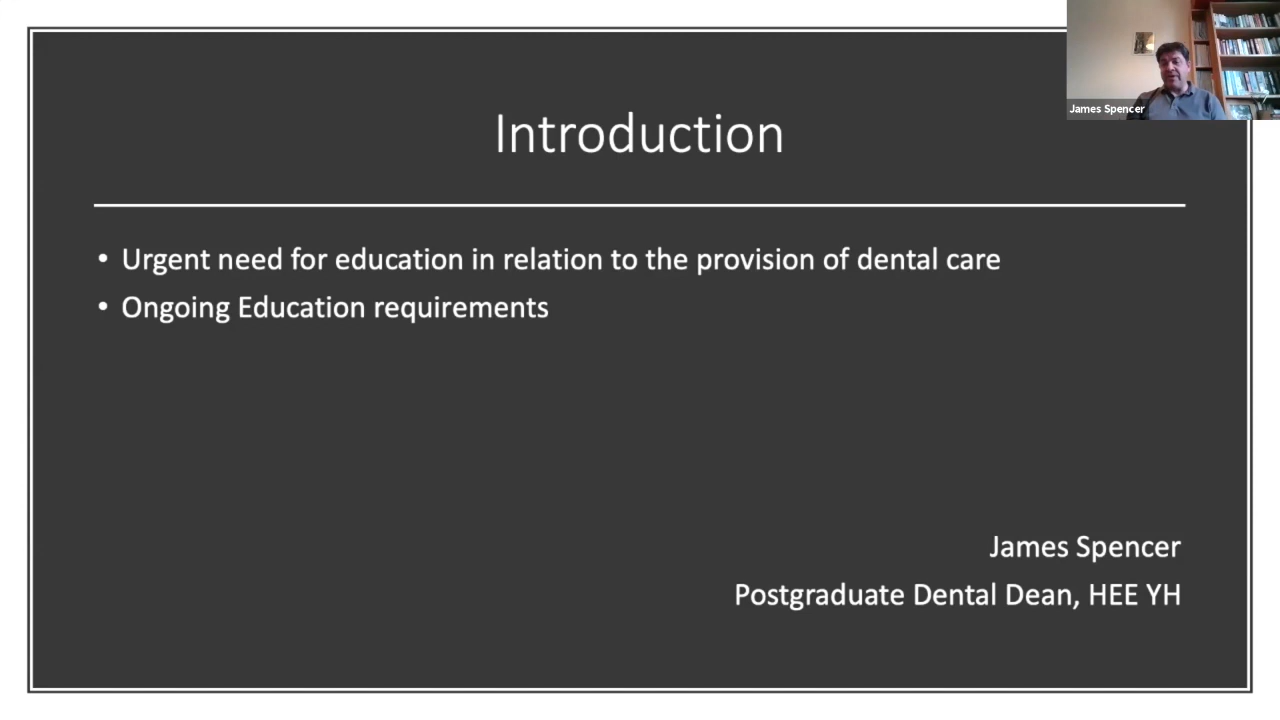 James Spencer
Introduction
• Urgent need for education in relation to the provision of dental care
• Ongoing Education requirements
James Spencer
Postgraduate Dental Dean, HEE YH